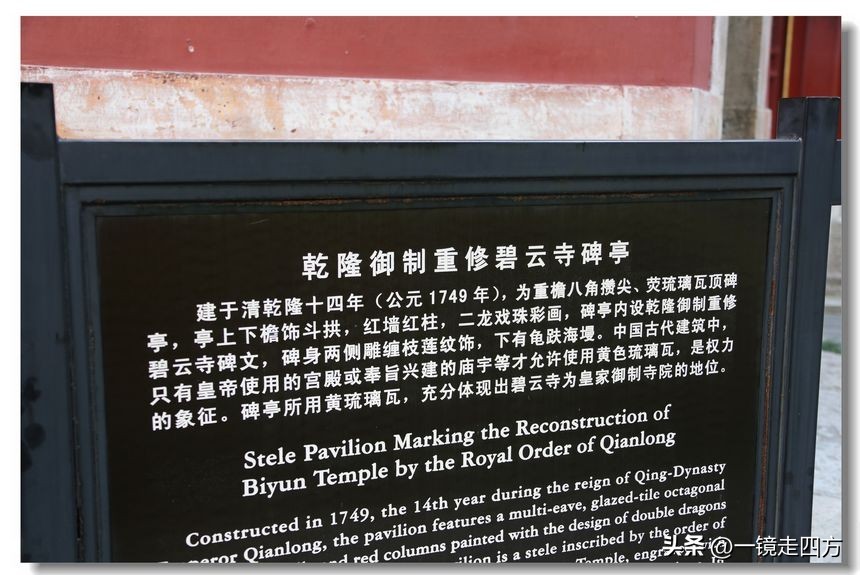 乾隆御制重修碧云寺碑亭
建于清乾隆十四年（公元1749年），为重檐八角攒尖、荧琉璃瓦顶碑
亭，亭上下檐饰斗拱，红墙红柱，二龙戏珠彩画，碑亭内设乾隆御制重修
碧云寺碑文，碑身两侧雕缠枝莲纹饰，下有龟趺海墁。中国古代建筑中，
只有皇帝使用的宫殿或奉旨兴建的庙宇等才允许使用黄色琉璃瓦，是权力
的象征。碑亭所用黄琉璃瓦，充分体现出碧云寺为皇家御制寺院的地位。
Stele Pavilion Marking the Reconstruction of
Biyun Temple by the Royal Order of Qianlong
Constructed in 1749, the 14th year during the reign of Qing-Dynasty
Qianlong, the pavilion features a multi-eave, glazed-tile octagonal
and red columns painted with the design of double dragons
is a stele inscribed by the order of
Temple,
头条@一镜走四方